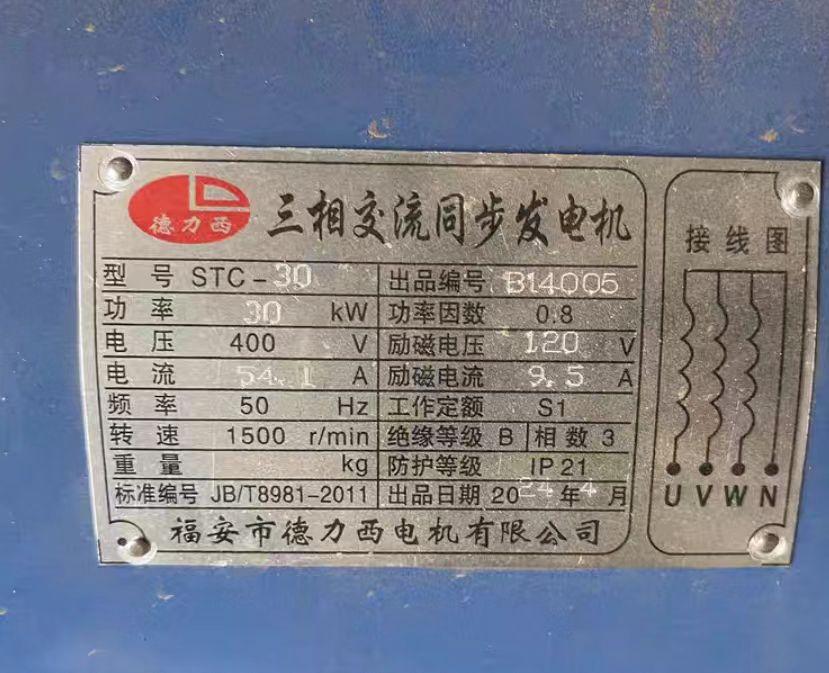 德力西 三相交流同步发电机
型号 STC-30 出品编号 B14005
功率 30 kW 功率因数 0.8
电压 400 V 励磁电压 120 V
电流 54.1 A 励磁电流 9.5 A
频率 50 Hz 工作定额 S1
转速 1500 r/min 绝缘等级 B 相数 3
重量 kg 防护等级 IP21
标准编号 JB/T8981-2011 出品日期 2024年4月
福安市德力西电机有限公司
接线图
U V W N